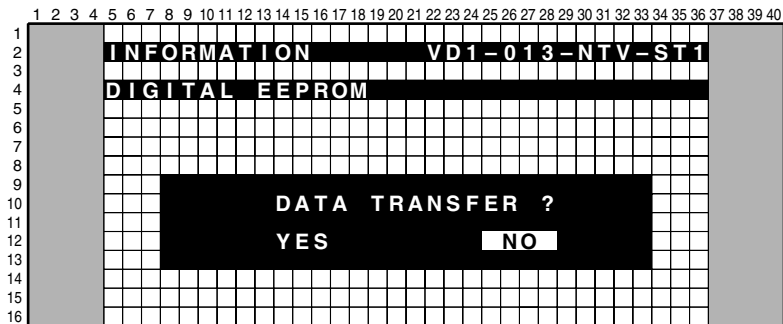 1 2 3 4 5 6 7 8 9 10 11 12 13 14 15 16 17 18 19 20 21 22 23 24 25 26 27 28 29 30 31 32 33 34 35 36 37 38 39 40
1
2 INFORMATION VD1-013-NTV-ST1
3
4 DIGITAL EEPROM
5
6
7
8
9
10 DATA TRANSFER ?
11
12 YES NO
13
14
15
16